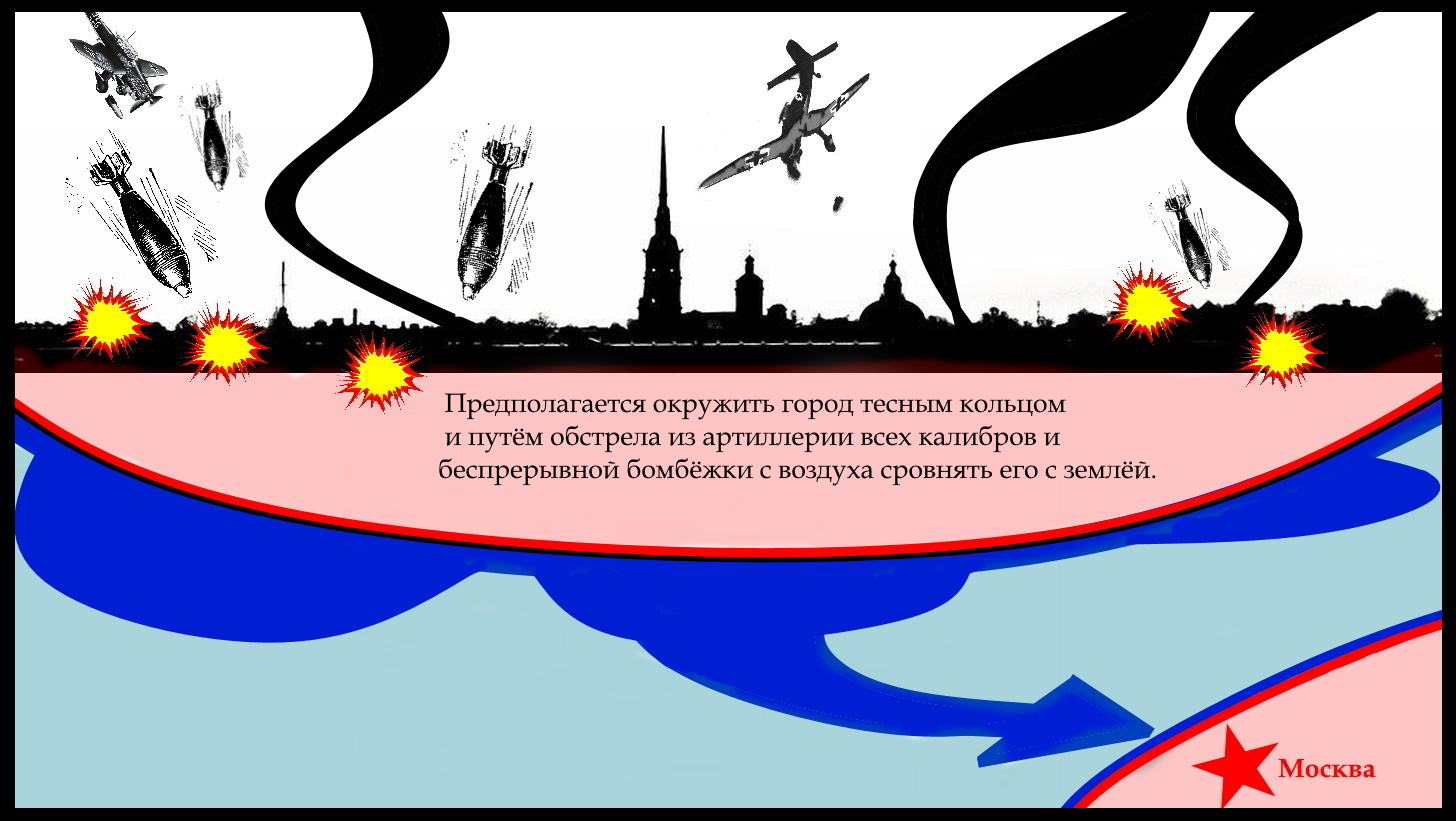 Предполагается окружить город тесным кольцом
и путём обстрела из артиллерии всех калибров и
беспрерывной бомбёжки с воздуха сровнять его с землёй.
Москва